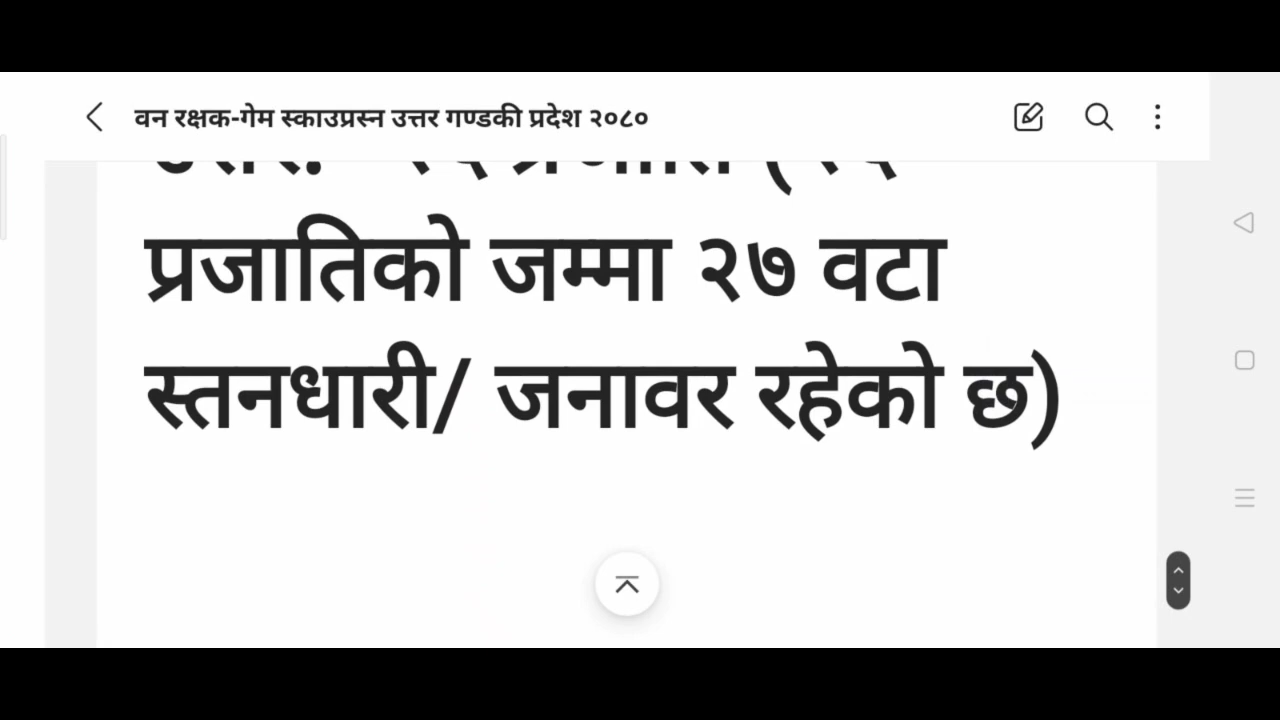 वन रक्षक-गेम स्काउप्रस्न उत्तर गण्डकी प्रदेश २०८०
प्रजातिको जम्मा २७ वटा
स्तनधारी/ जनावर रहेको छ)